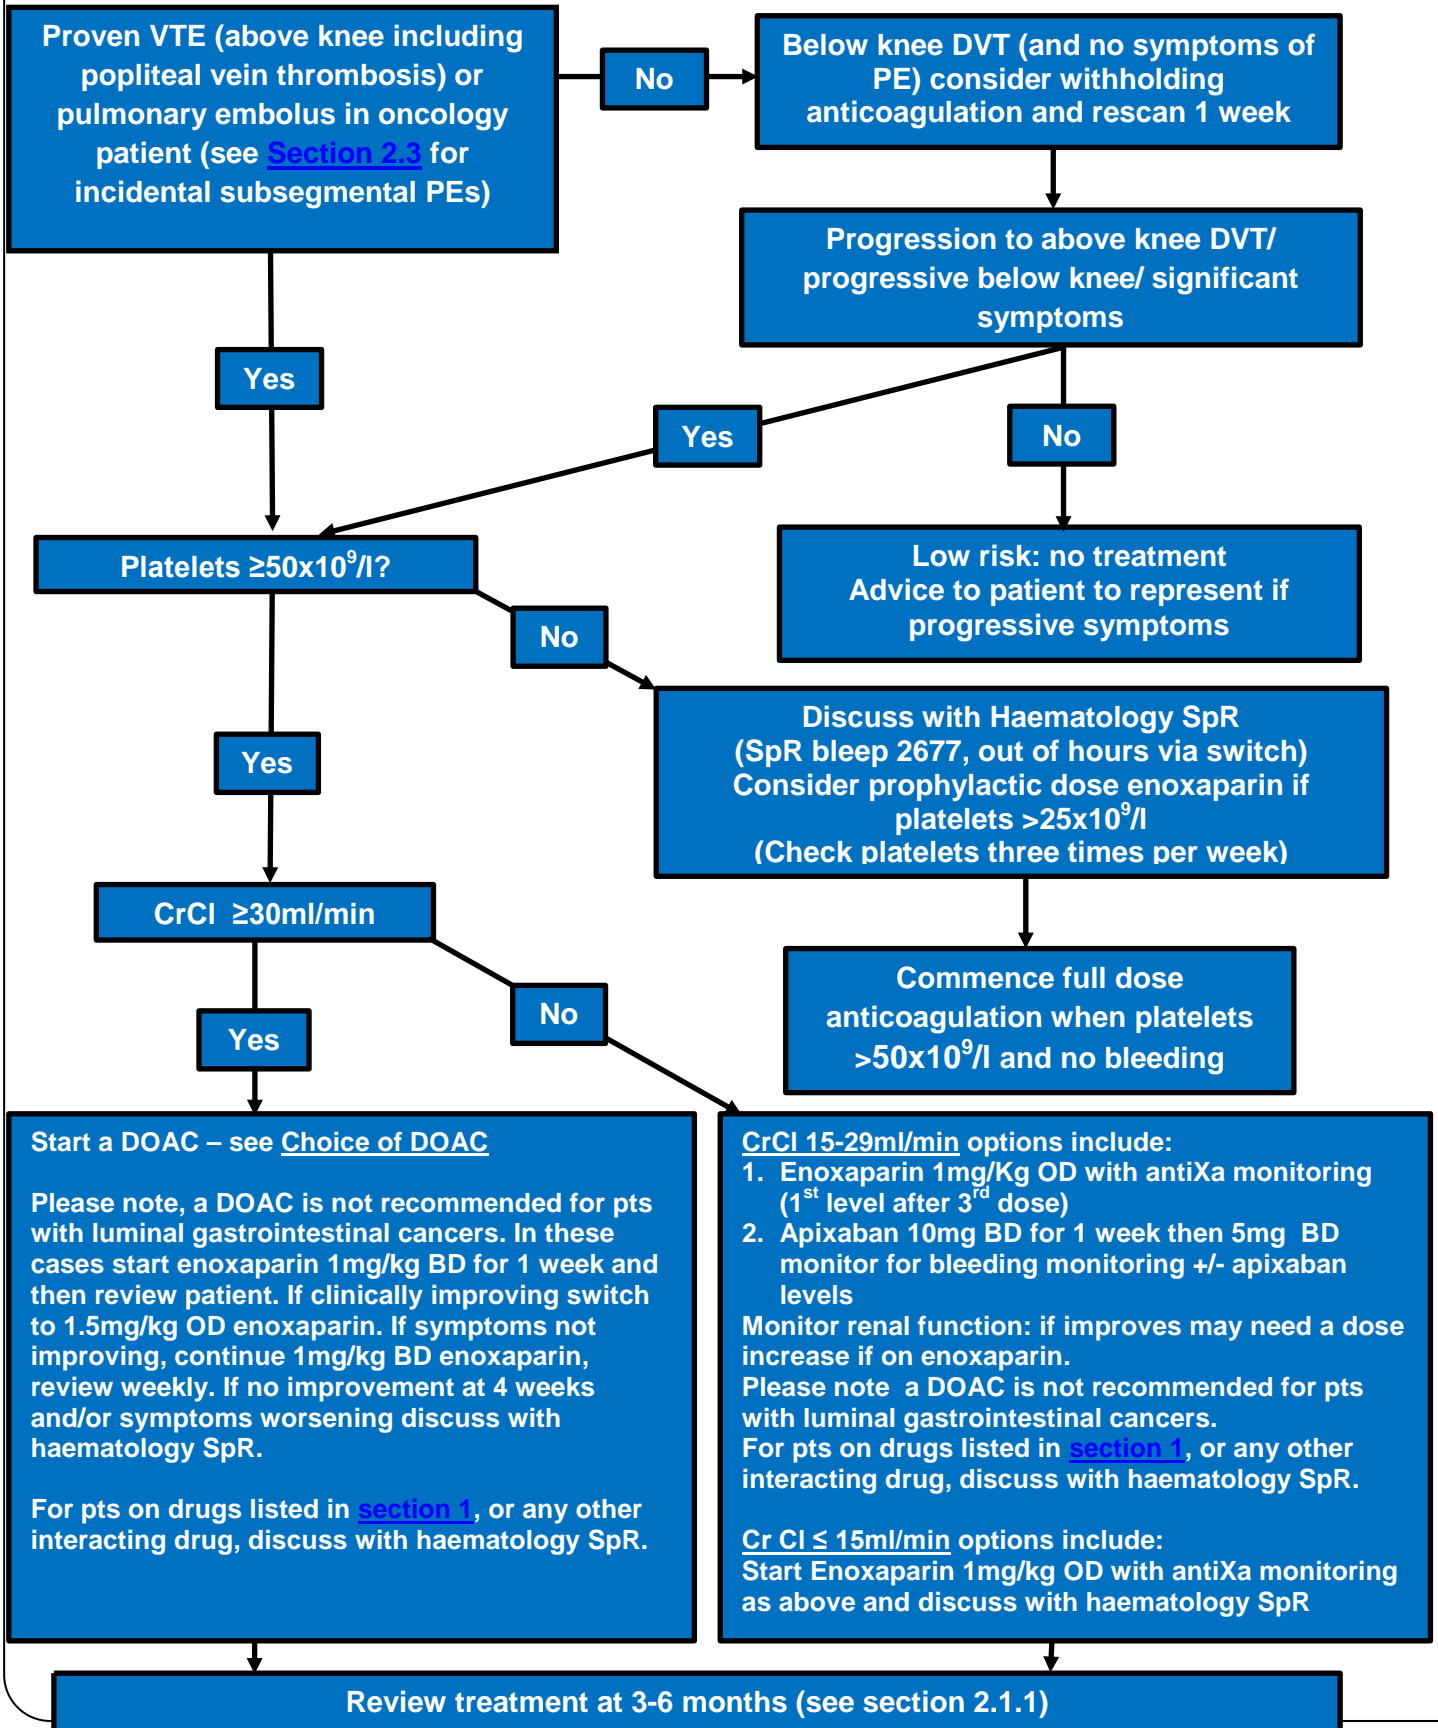 Proven VTE (above knee including
popliteal vein thrombosis) or
pulmonary embolus in oncology
patient (see Section 2.3 for
incidental subsegmental PEs)
No
Below knee DVT (and no symptoms of
PE) consider withholding
anticoagulation and rescan 1 week
Progression to above knee DVT/
progressive below knee/ significant
symptoms
Yes
Yes
No
Platelets ≥50x10⁹/l?
Low risk: no treatment
Advice to patient to represent if
progressive symptoms
No
Discuss with Haematology SpR
(SpR bleep 2677, out of hours via switch)
Consider prophylactic dose enoxaparin if
platelets >25x10⁹/l
(Check platelets three times per week)
Yes
CrCl ≥30ml/min
Commence full dose
anticoagulation when platelets
>50x10⁹/l and no bleeding
Yes
No
Start a DOAC – see Choice of DOAC
Please note, a DOAC is not recommended for pts
with luminal gastrointestinal cancers. In these
cases start enoxaparin 1mg/kg BD for 1 week and
then review patient. If clinically improving switch
to 1.5mg/kg OD enoxaparin. If symptoms not
improving, continue 1mg/kg BD enoxaparin,
review weekly. If no improvement at 4 weeks
and/or symptoms worsening discuss with
haematology SpR.
For pts on drugs listed in section 1, or any other
interacting drug, discuss with haematology SpR.
CrCl 15-29ml/min options include:
1. Enoxaparin 1mg/Kg OD with antiXa monitoring
(1st level after 3rd dose)
2. Apixaban 10mg BD for 1 week then 5mg BD
monitor for bleeding monitoring +/- apixaban
levels
Monitor renal function: if improves may need a dose
increase if on enoxaparin.
Please note a DOAC is not recommended for pts
with luminal gastrointestinal cancers.
For pts on drugs listed in section 1, or any other
interacting drug, discuss with haematology SpR.
Cr Cl ≤ 15ml/min options include:
Start Enoxaparin 1mg/kg OD with antiXa monitoring
as above and discuss with haematology SpR
Review treatment at 3-6 months (see section 2.1.1)